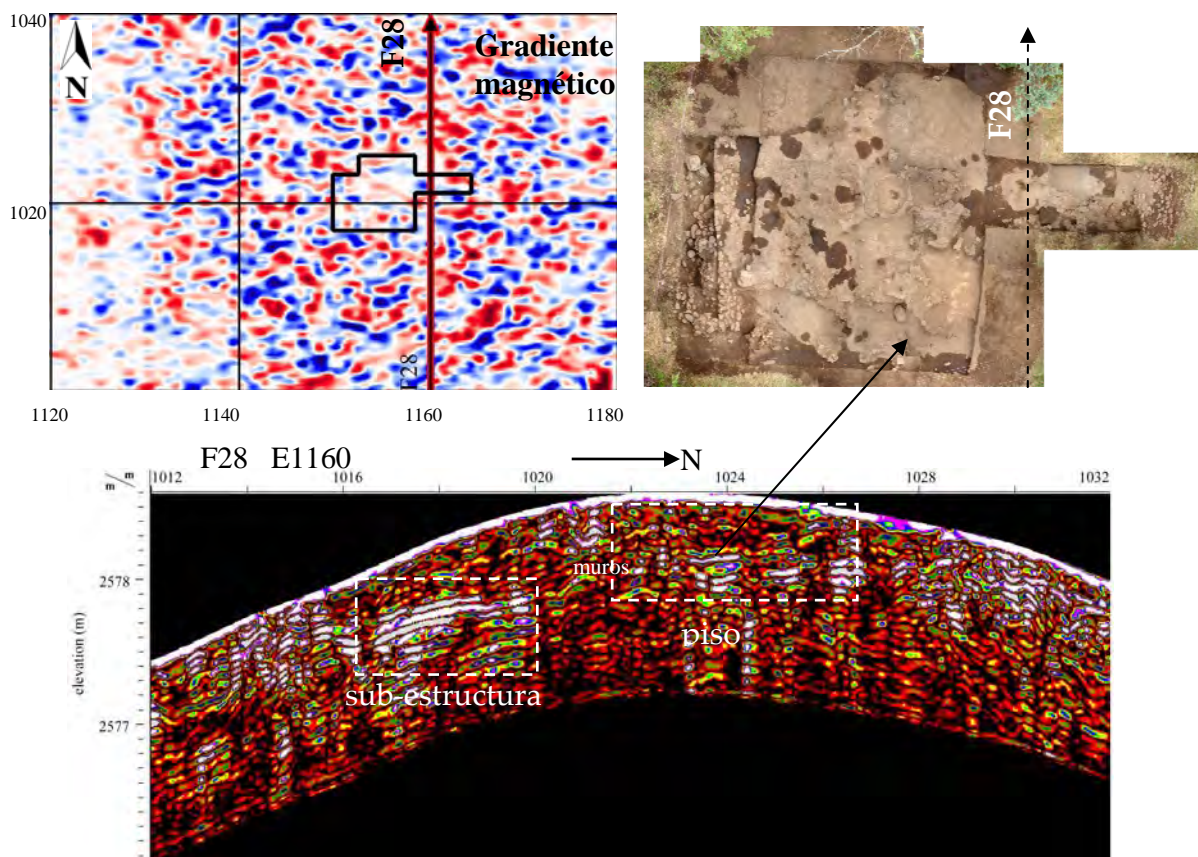 1040
F28
Gradiente
magnético
N
1020
F28
1120
1140
1160
1180
F28
F28 E1160
N
m
m
1012
1016
1020
1024
1028
1032
2578
muros
elevation (m)
piso
sub-estructura
2577